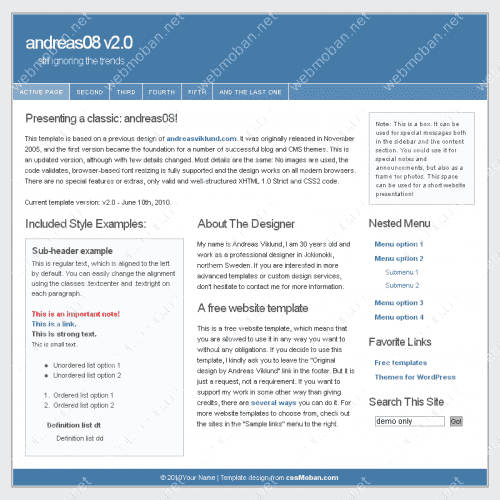 andreas08 v2.0
still ignoring the trends
ACTIVE PAGE SECOND THIRD FOURTH FIFTH AND THE LAST ONE
Presenting a classic: andreas08!
This template is based on a previous design of andreasviklund.com. It was originally released in November
2005, and the first version became the foundation for a number of successful blog and CMS themes. This is
an updated version, although with few details changed. Most details are the same: No images are used, the
code validates, browser-based font resizing is fully supported and the design works on all modern browsers.
There are no special features or extras, only valid and well-structured XHTML 1.0 Strict and CSS2 code.
Current template version: v2.0 - June 10th, 2010.
Note: This is a box. It can be
used for special messages both
in the sidebar and the content
section. You could use it for
special notes and
announcements, but also as a
frame for photos. This space
can be used for a short website
presentation!
Included Style Examples:
Sub-header example
This is regular text, which is aligned to the left
by default. You can easily change the alignment
using the classes .textcenter and .textright on
each paragraph.
This is an important note!
This is a link.
This is strong text.
This is small text.
Unordered list option 1
Unordered list option 2
1. Ordered list option 1
2. Ordered list option 2
Definition list dt
Definition list dd
About The Designer
My name is Andreas Viklund, I am 30 years old and
work as a professional designer in Jokkmokk,
northern Sweden. If you are interested in more
advanced templates or custom design services,
don't hesitate to contact me for more information.
A free website template
This is a free website template, which means that
you are allowed to use it in any way you want to
without any obligations. If you decide to use this
template, I kindly ask you to leave the "Original
design by Andreas Viklund" link in the footer. But it is
just a request, not a requirement. If you want to
support my work in some other way than giving
credits, there are several ways you can do it. For
more website templates to choose from, check out
the sites in the "Sample links" menu to the right.
Nested Menu
Menu option 1
Menu option 2
Submenu 1
Submenu 2
Menu option 3
Menu option 4
Favorite Links
Free templates
Themes for WordPress
Search This Site
demo only Go!
© 2010 Your Name | Template design from cssMoban.com
webmoban.net